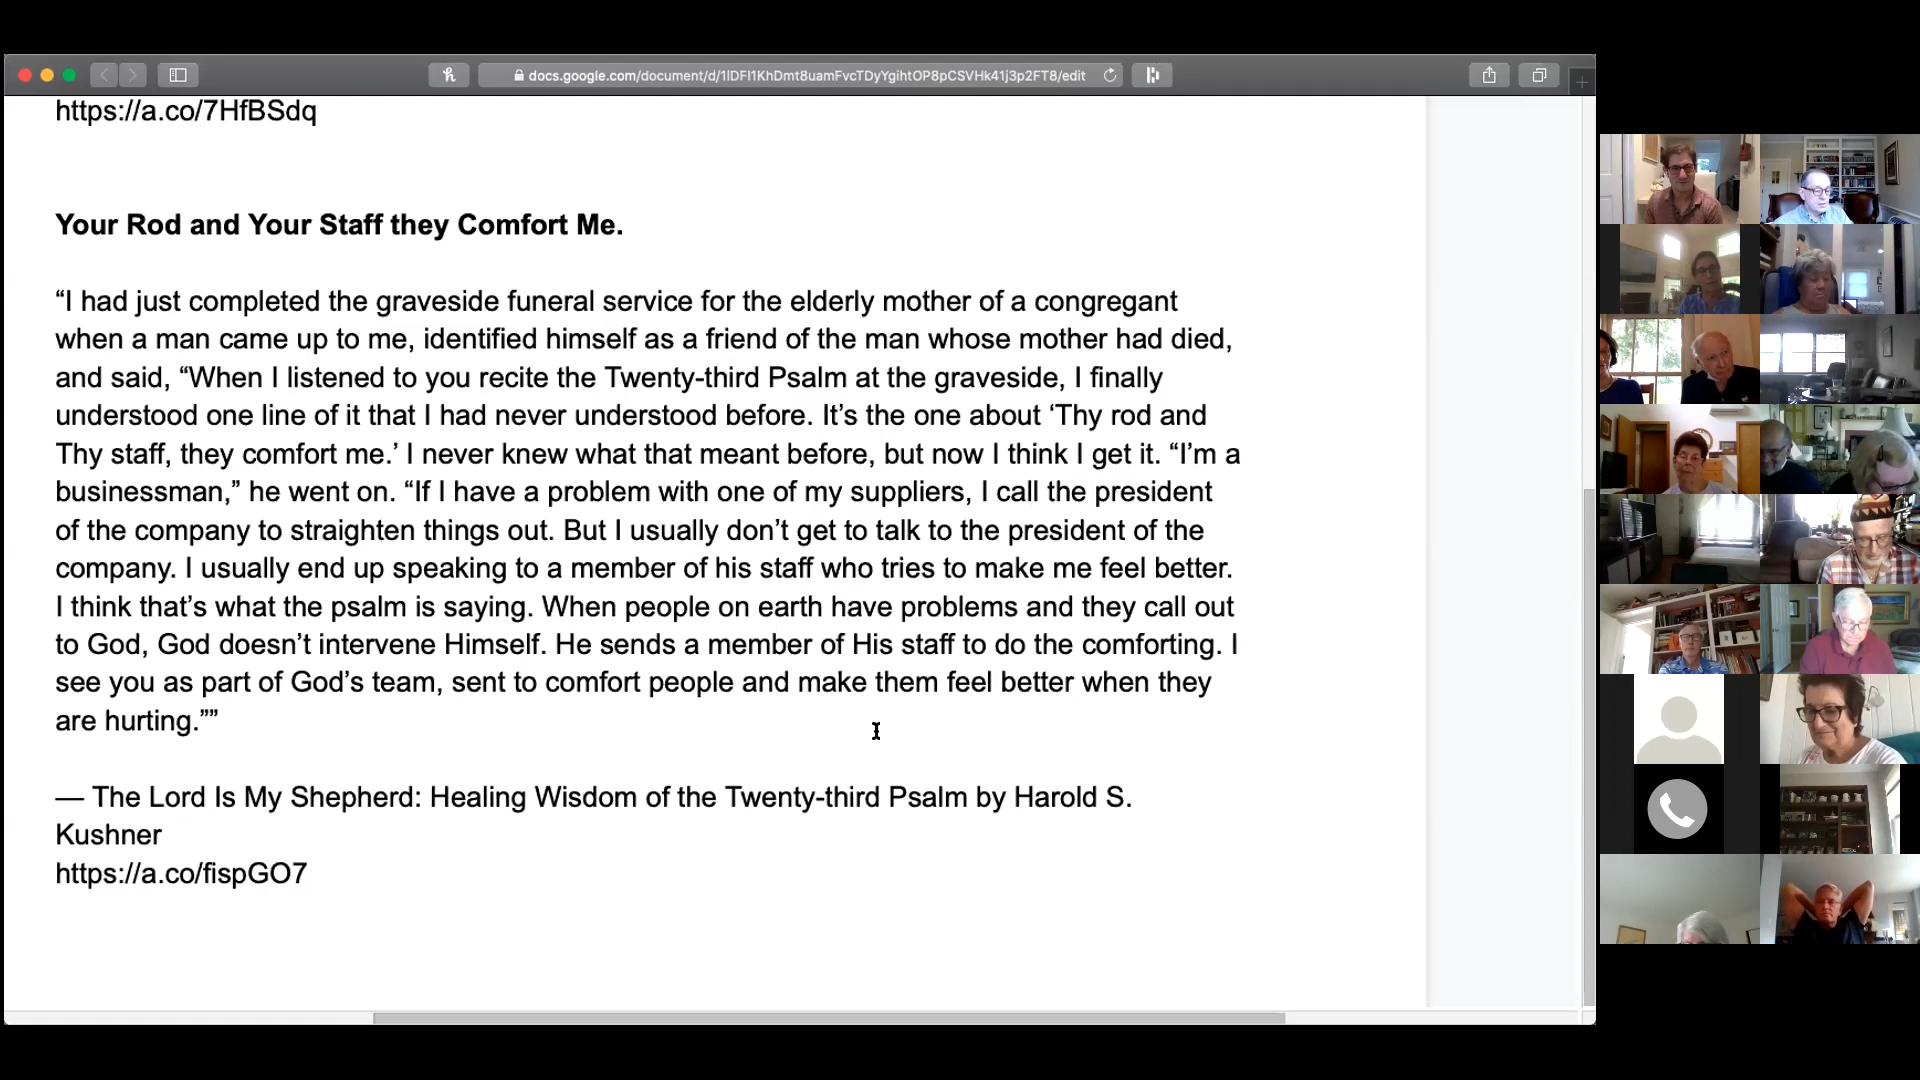 docs.google.com/document/d/1lDFl1KhDmt8uamFvcTDyYgihtOP8pCSVHk41j3p2FT8/edit
https://a.co/7HfBSdq
Your Rod and Your Staff they Comfort Me.
“I had just completed the graveside funeral service for the elderly mother of a congregant
when a man came up to me, identified himself as a friend of the man whose mother had died,
and said, “When I listened to you recite the Twenty-third Psalm at the graveside, I finally
understood one line of it that I had never understood before. It’s the one about ‘Thy rod and
Thy staff, they comfort me.’ I never knew what that meant before, but now I think I get it. “I’m a
businessman,” he went on. “If I have a problem with one of my suppliers, I call the president
of the company to straighten things out. But I usually don’t get to talk to the president of the
company. I usually end up speaking to a member of his staff who tries to make me feel better.
I think that’s what the psalm is saying. When people on earth have problems and they call out
to God, God doesn’t intervene Himself. He sends a member of His staff to do the comforting. I
see you as part of God’s team, sent to comfort people and make them feel better when they
are hurting.””
— The Lord Is My Shepherd: Healing Wisdom of the Twenty-third Psalm by Harold S.
Kushner
https://a.co/fispGO7